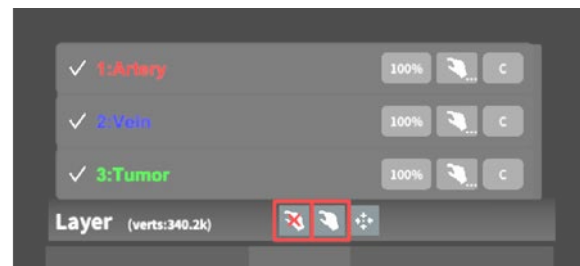 ✓ 1:Artery 100% ... C
✓ 2:Vein 100% ... C
✓ 3:Tumor 100% ... C
Layer (verts:340.2k)